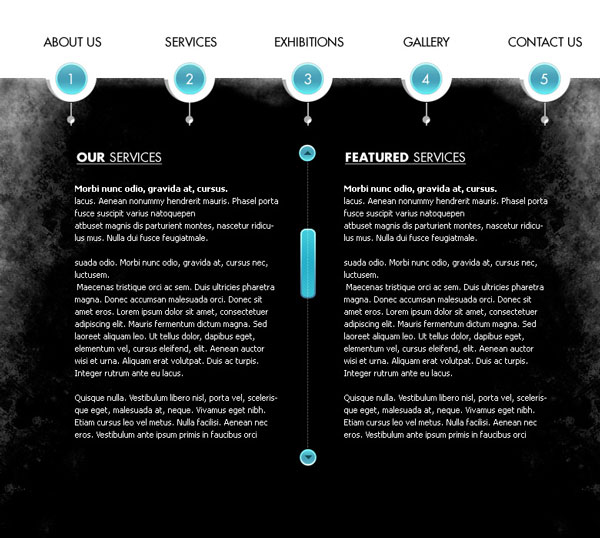 ABOUT US SERVICES EXHIBITIONS GALLERY CONTACT US
1 2 3 4 5
OUR SERVICES
Morbi nunc odio, gravida at, cursus.
lacus. Aenean nonummy hendrerit mauris. Phasel porta
fusce suscipit varius natoquepen
atbuset magnis dis parturient montes, nascetur ridicu-
lus mus. Nulla dui fusce feugiatmale.
suada odio. Morbi nunc odio, gravida at, cursus nec,
luctusem.
Maecenas tristique orci ac sem. Duis ultricies pharetra
magna. Donec accumsan malesuada orci. Donec sit
amet eros. Lorem ipsum dolor sit amet, consectetuer
adipiscing elit. Mauris fermentum dictum magna. Sed
laoreet aliquam leo. Ut tellus dolor, dapibus eget,
elementum vel, cursus eleifend, elit. Aenean auctor
wisi et urna. Aliquam erat volutpat. Duis ac turpis.
Integer rutrum ante eu lacus.
Quisque nulla. Vestibulum libero nisl, porta vel, sceleris-
que eget, malesuada at, neque. Vivamus eget nibh.
Etiam cursus leo vel metus. Nulla facilisi. Aenean nec
eros. Vestibulum ante ipsum primis in faucibus orci
FEATURED SERVICES
Morbi nunc odio, gravida at, cursus.
lacus. Aenean nonummy hendrerit mauris. Phasel porta
fusce suscipit varius natoquepen
atbuset magnis dis parturient montes, nascetur ridicu-
lus mus. Nulla dui fusce feugiatmale.
suada odio. Morbi nunc odio, gravida at, cursus nec,
luctusem.
Maecenas tristique orci ac sem. Duis ultricies pharetra
magna. Donec accumsan malesuada orci. Donec sit
amet eros. Lorem ipsum dolor sit amet, consectetuer
adipiscing elit. Mauris fermentum dictum magna. Sed
laoreet aliquam leo. Ut tellus dolor, dapibus eget,
elementum vel, cursus eleifend, elit. Aenean auctor
wisi et urna. Aliquam erat volutpat. Duis ac turpis.
Integer rutrum ante eu lacus.
Quisque nulla. Vestibulum libero nisl, porta vel, sceleris-
que eget, malesuada at, neque. Vivamus eget nibh.
Etiam cursus leo vel metus. Nulla facilisi. Aenean nec
eros. Vestibulum ante ipsum primis in faucibus orci